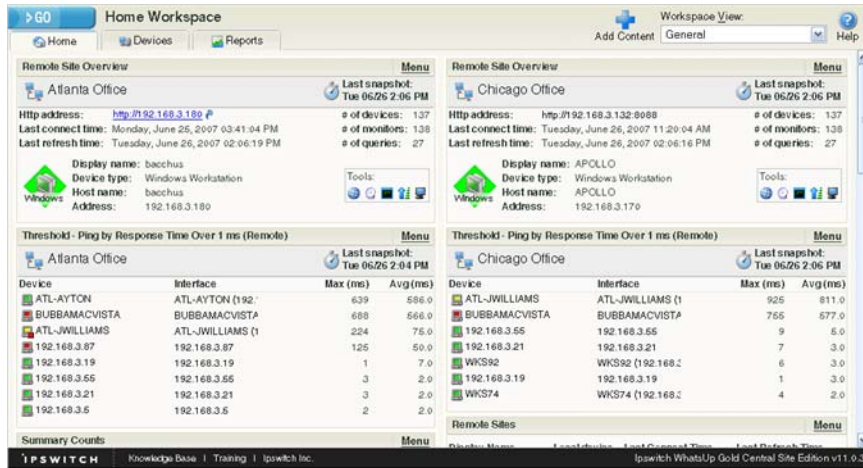 >GO
Home Workspace
Add Content
Workspace View:
General
Help
Home
Devices
Reports
Remote Site Overview
Menu
Atlanta Office
Last snapshot:
Tue 06/26 2:06 PM
Http address: http://192.168.3.180
# of devices: 137
Last connect time: Monday, June 25, 2007 03:41:04 PM
# of monitors: 138
Last refresh time: Tuesday, June 26, 2007 02:06:19 PM
# of queries: 27
Windows
Display name: bacchus
Device type: Windows Workstation
Host name: bacchus
Address: 192.168.3.180
Tools:
Threshold - Ping by Response Time Over 1 ms (Remote)
Menu
Atlanta Office
Last snapshot:
Tue 06/26 2:04 PM
Device Interface Max (ms) Avg (ms)
ATL-AYTON ATL-AYTON (192. 639 586.0
BUBBAMACVISTA BUBBAMACVISTA 688 566.0
ATL-JWILLIAMS ATL-JWILLIAMS (1 224 75.0
192.168.3.87 192.168.3.87 125 50.0
192.168.3.19 192.168.3.19 1 7.0
192.168.3.55 192.168.3.55 3 2.0
192.168.3.21 192.168.3.21 3 2.0
192.168.3.5 192.168.3.5 2 2.0
Summary Counts
Menu
Remote Site Overview
Menu
Chicago Office
Last snapshot:
Tue 06/26 2:06 PM
Http address: http://192.168.3.132:8088
# of devices: 137
Last connect time: Tuesday, June 26, 2007 11:20:04 AM
# of monitors: 138
Last refresh time: Tuesday, June 26, 2007 02:06:16 PM
# of queries: 27
Windows
Display name: APOLLO
Device type: Windows Workstation
Host name: APOLLO
Address: 192.168.3.170
Tools:
Threshold - Ping by Response Time Over 1 ms (Remote)
Menu
Chicago Office
Last snapshot:
Tue 06/26 2:06 PM
Device Interface Max (ms) Avg (ms)
ATL-JWILLIAMS ATL-JWILLIAMS (1 925 811.0
BUBBAMACVISTA BUBBAMACVISTA 755 577.0
192.168.3.55 192.168.3.55 9 5.0
192.168.3.21 192.168.3.21 7 3.0
WKS92 WKS92 (192.168.3 6 3.0
192.168.3.19 192.168.3.19 1 3.0
WKS74 WKS74 (192.168.3 4 2.0
Remote Sites
Menu
Display Name Local device Last Connect Time Last Refresh Time
IPSWITCH
Knowledge Base | Training | Ipswitch Inc.
Ipswitch WhatsUp Gold Central Site Edition v11.0.3